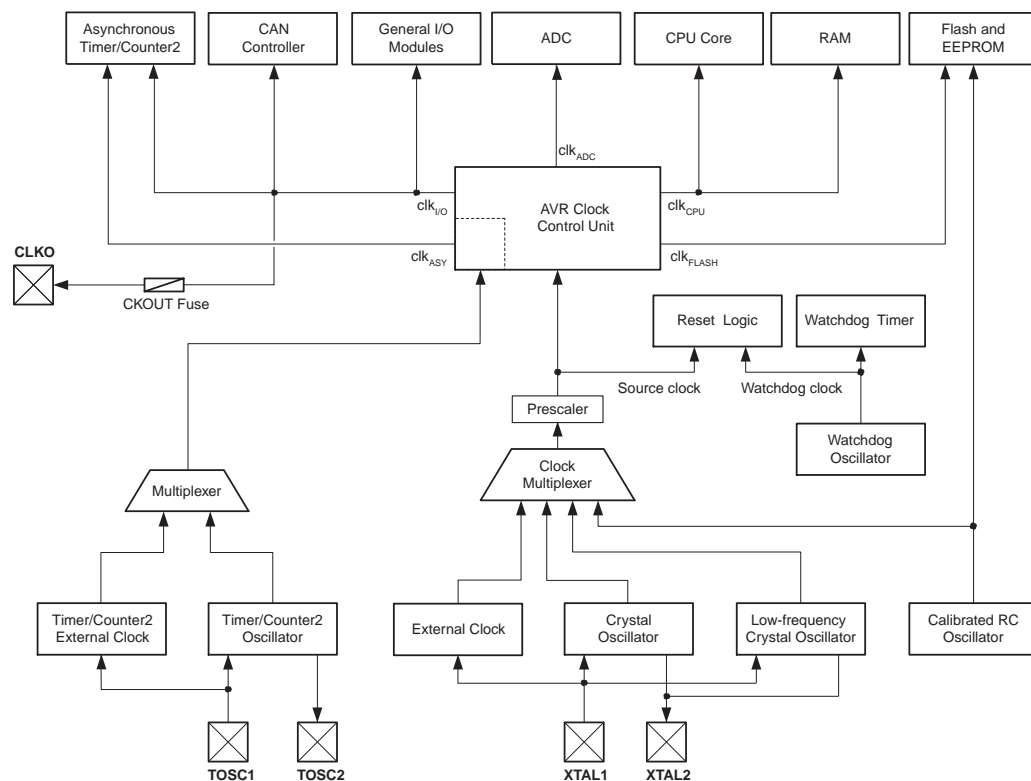 Asynchronous
Timer/Counter2
CAN
Controller
General I/O
Modules
ADC
CPU Core
RAM
Flash and
EEPROM
clkADC
clkI/O
AVR Clock
Control Unit
clkCPU
clkASY
clkFLASH
CLKO
CKOUT Fuse
Reset Logic
Watchdog Timer
Source clock
Watchdog clock
Prescaler
Watchdog
Oscillator
Multiplexer
Clock
Multiplexer
Timer/Counter2
External Clock
Timer/Counter2
Oscillator
External Clock
Crystal
Oscillator
Low-frequency
Crystal Oscillator
Calibrated RC
Oscillator
TOSC1
TOSC2
XTAL1
XTAL2